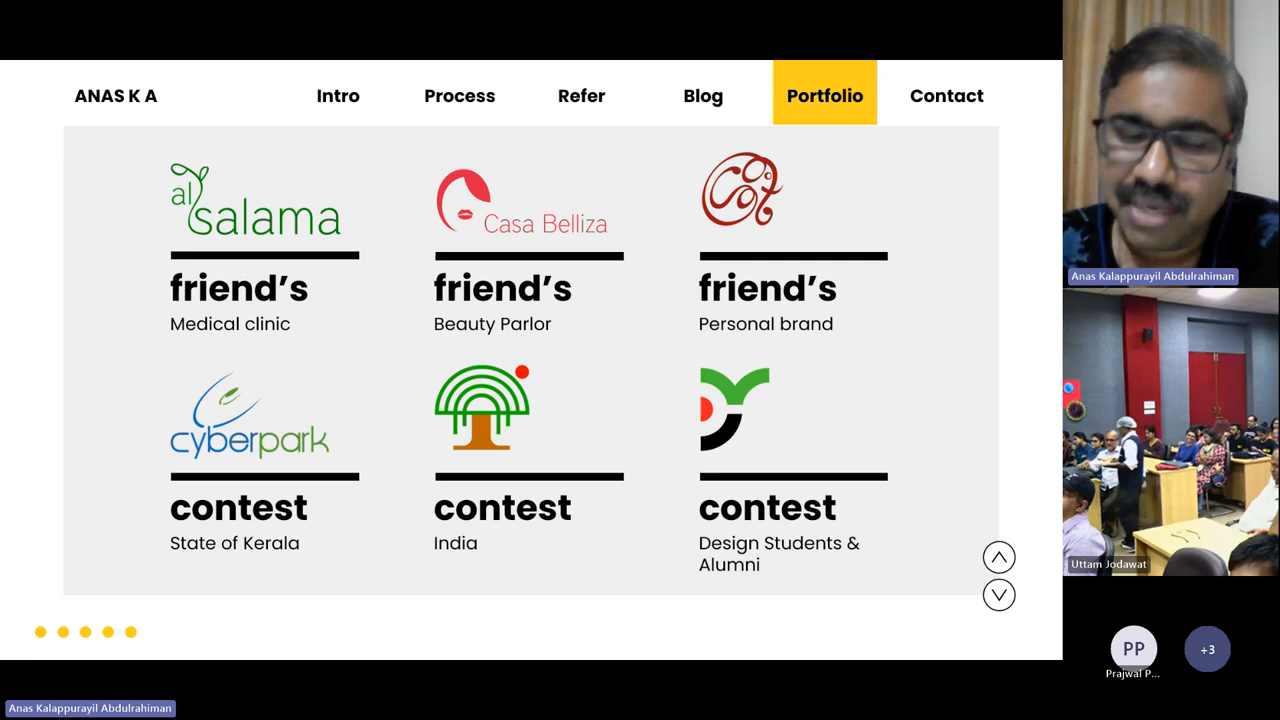 ANAS K A
Intro
Process
Refer
Blog
Portfolio
Contact
al
salama
Casa Belliza
friend’s
Medical clinic
friend’s
Beauty Parlor
friend’s
Personal brand
cyberpark
contest
State of Kerala
contest
India
contest
Design Students &
Alumni
Anas Kalappurayil Abdulrahiman
Anas Kalappurayil Abdulrahiman
Uttam Jodawat
PP
Prajwal P...
+3